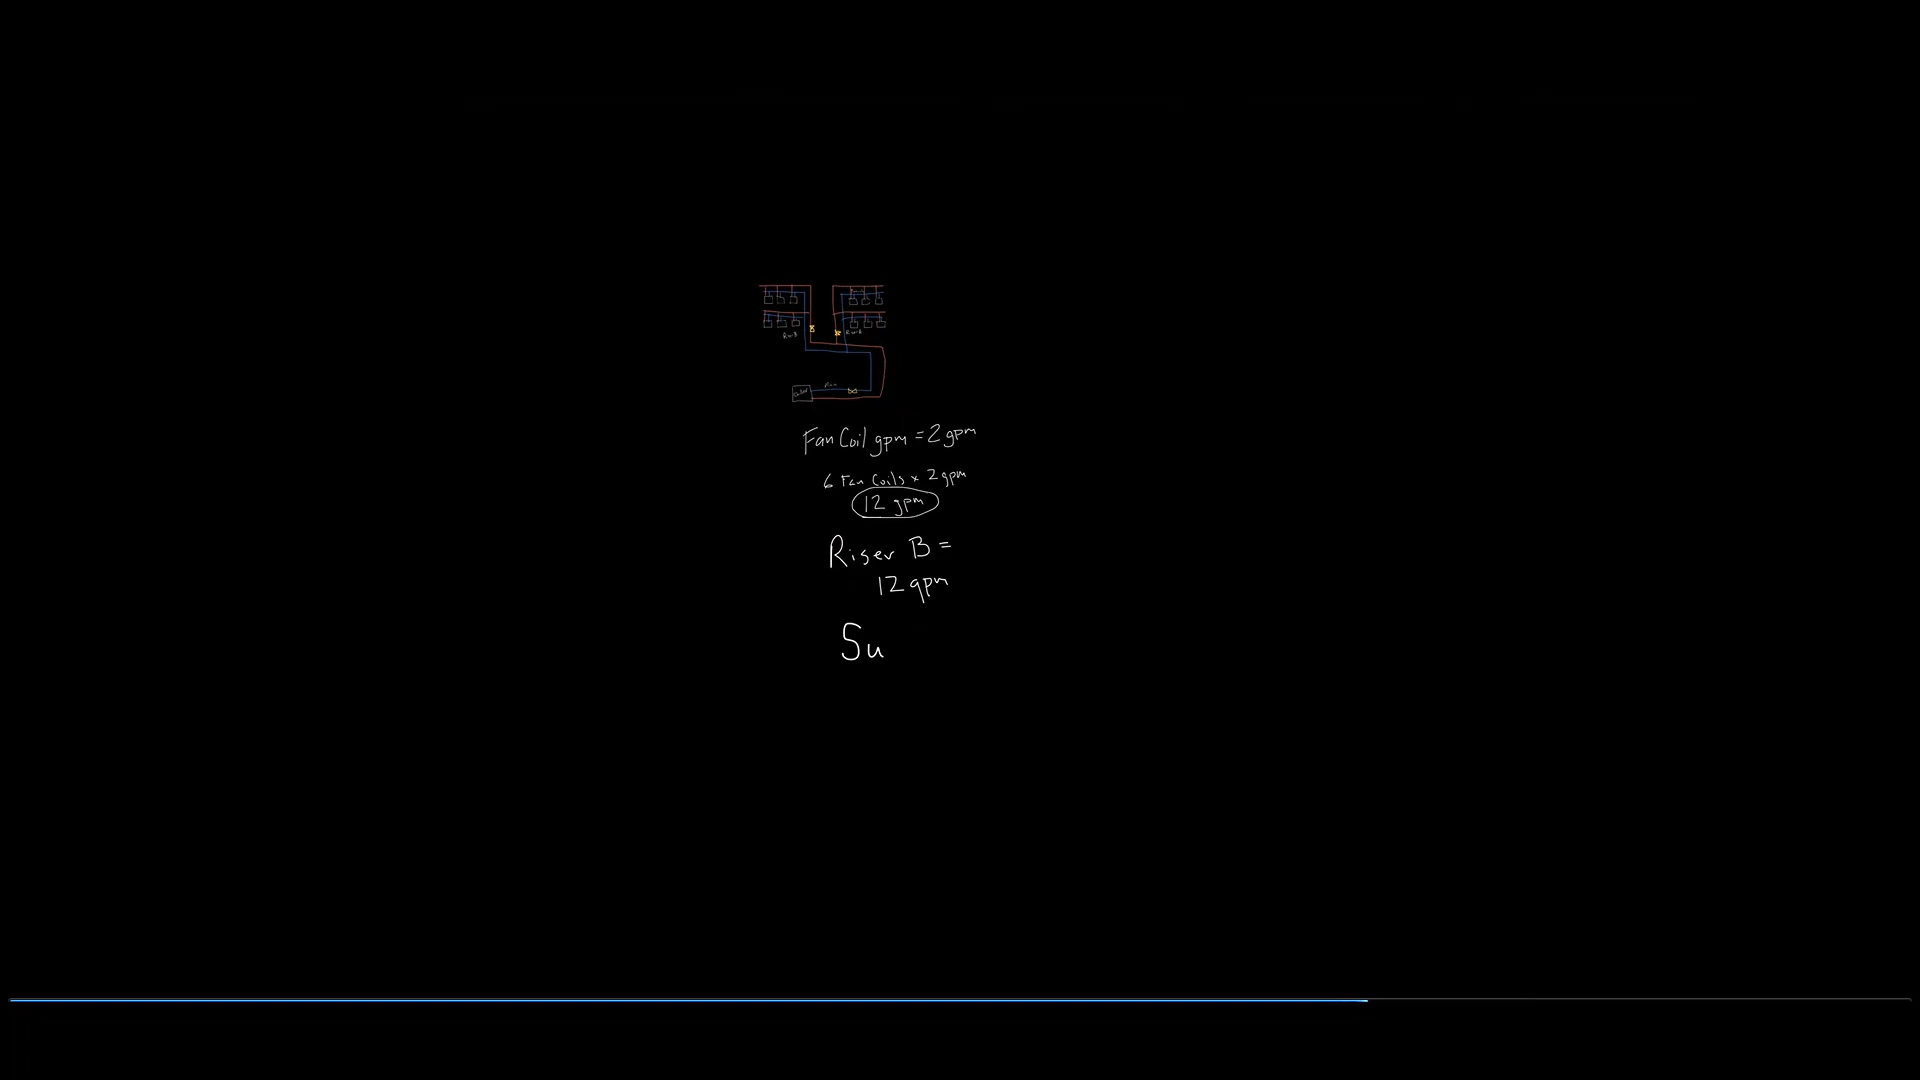 Fan Coil gpm = 2 gpm
6 Fan Coils x 2 gpm
12 gpm
Riser B =
12 gpm
Su